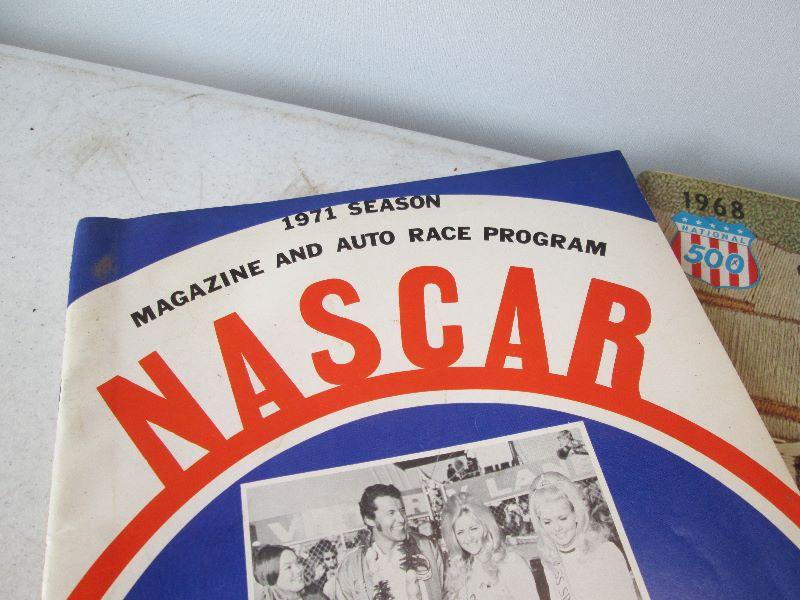 1971 SEASON
MAGAZINE AND AUTO RACE PROGRAM
NASCAR
1968
NATIONAL
500